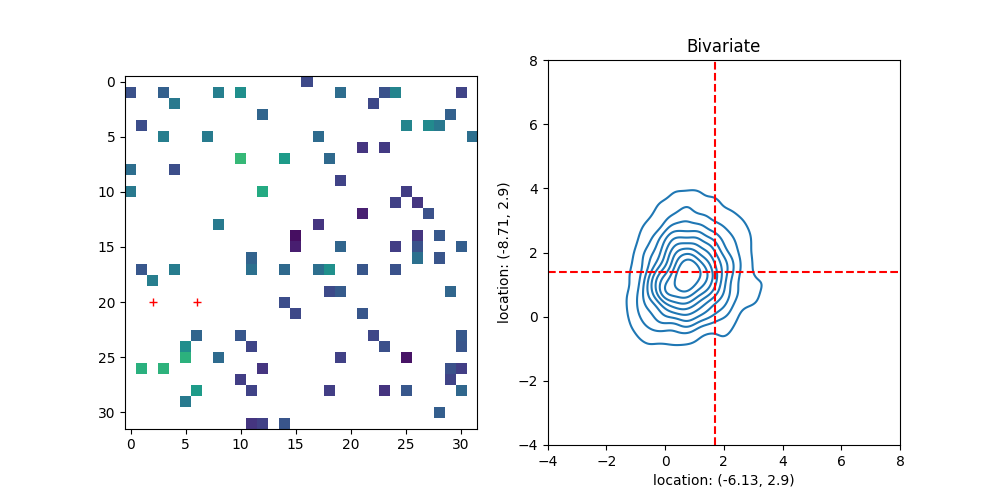 Bivariate
0
5
10
15
20
25
30
0 5 10 15 20 25 30
location: (-8.71, 2.9)
8
6
4
2
0
−2
−4
−4 −2 0 2 4 6 8
location: (-6.13, 2.9)